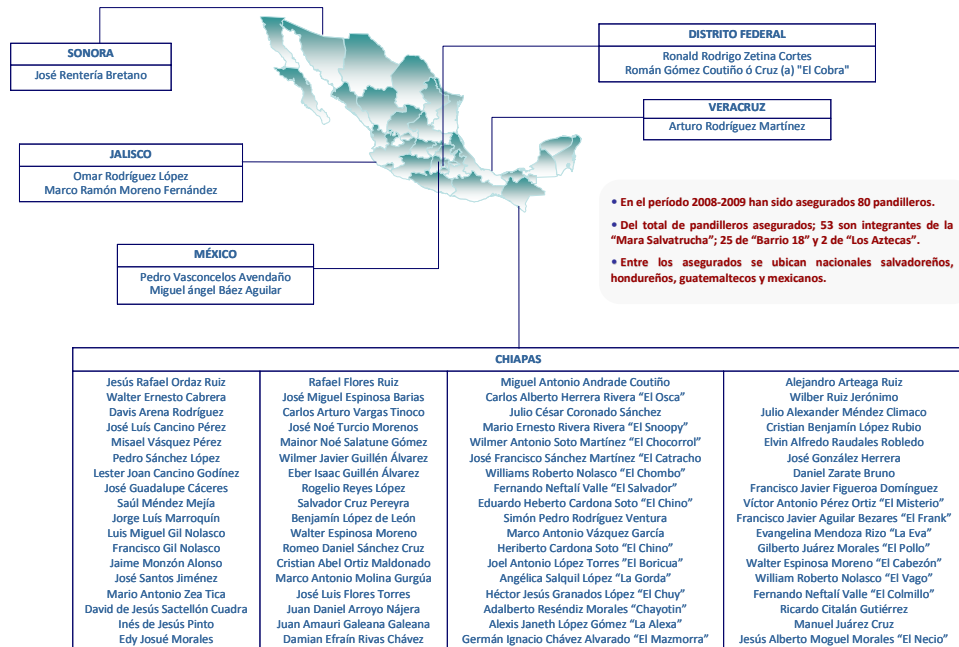 SONORA
José Rentería Bretano
DISTRITO FEDERAL
Ronald Rodrigo Zetina Cortes
Román Gómez Coutiño ó Cruz (a) "El Cobra"
VERACRUZ
Arturo Rodríguez Martínez
JALISCO
Omar Rodríguez López
Marco Ramón Moreno Fernández
MÉXICO
Pedro Vasconcelos Avendaño
Miguel ángel Báez Aguilar
• En el período 2008-2009 han sido asegurados 80 pandilleros.
• Del total de pandilleros asegurados; 53 son integrantes de la
“Mara Salvatrucha”; 25 de “Barrio 18” y 2 de “Los Aztecas”.
• Entre los asegurados se ubican nacionales salvadoreños,
hondureños, guatemaltecos y mexicanos.
CHIAPAS
Jesús Rafael Ordaz Ruiz
Walter Ernesto Cabrera
Davis Arena Rodríguez
José Luís Cancino Pérez
Misael Vásquez Pérez
Pedro Sánchez López
Lester Joan Cancino Godínez
José Guadalupe Cáceres
Saúl Méndez Mejía
Jorge Luís Marroquín
Luis Miguel Gil Nolasco
Francisco Gil Nolasco
Jaime Monzón Alonso
José Santos Jiménez
Mario Antonio Zea Tica
David de Jesús Sactellón Cuadra
Inés de Jesús Pinto
Edy Josué Morales
Rafael Flores Ruiz
José Miguel Espinosa Barias
Carlos Arturo Vargas Tinoco
José Noé Turcio Morenos
Mainor Noé Salatune Gómez
Wilmer Javier Guillén Álvarez
Eber Isaac Guillén Álvarez
Rogelio Reyes López
Salvador Cruz Pereyra
Benjamín López de León
Walter Espinosa Moreno
Romeo Daniel Sánchez Cruz
Cristian Abel Ortiz Maldonado
Marco Antonio Molina Gurgúa
José Luis Flores Torres
Juan Daniel Arroyo Nájera
Juan Amauri Galeana Galeana
Damian Efraín Rivas Chávez
Miguel Antonio Andrade Coutiño
Carlos Alberto Herrera Rivera “El Osca”
Julio César Coronado Sánchez
Mario Ernesto Rivera Rivera “El Snoopy”
Wilmer Antonio Soto Martínez “El Chocorrol”
José Francisco Sánchez Martínez “El Catracho
Williams Roberto Nolasco “El Chombo”
Fernando Neftalí Valle “El Salvador”
Eduardo Heberto Cardona Soto “El Chino”
Simón Pedro Rodríguez Ventura
Marco Antonio Vázquez García
Heriberto Cardona Soto “El Chino”
Joel Antonio López Torres “El Boricua”
Angélica Salquil López “La Gorda”
Héctor Jesús Granados López “El Chuy”
Adalberto Reséndiz Morales “Chayotin”
Alexis Janeth López Gómez “La Alexa”
Germán Ignacio Chávez Alvarado “El Mazmorra”
Alejandro Arteaga Ruiz
Wilber Ruiz Jerónimo
Julio Alexander Méndez Climaco
Cristian Benjamín López Rubio
Elvin Alfredo Raudales Robledo
José González Herrera
Daniel Zarate Bruno
Francisco Javier Figueroa Domínguez
Víctor Antonio Pérez Ortiz “El Misterio”
Francisco Javier Aguilar Bezares “El Frank”
Evangelina Mendoza Rizo “La Eva”
Gilberto Juárez Morales “El Pollo”
Walter Espinosa Moreno “El Cabezón”
William Roberto Nolasco “El Vago”
Fernando Neftalí Valle “El Colmillo”
Ricardo Citalán Gutiérrez
Manuel Juárez Cruz
Jesús Alberto Moguel Morales “El Necio”